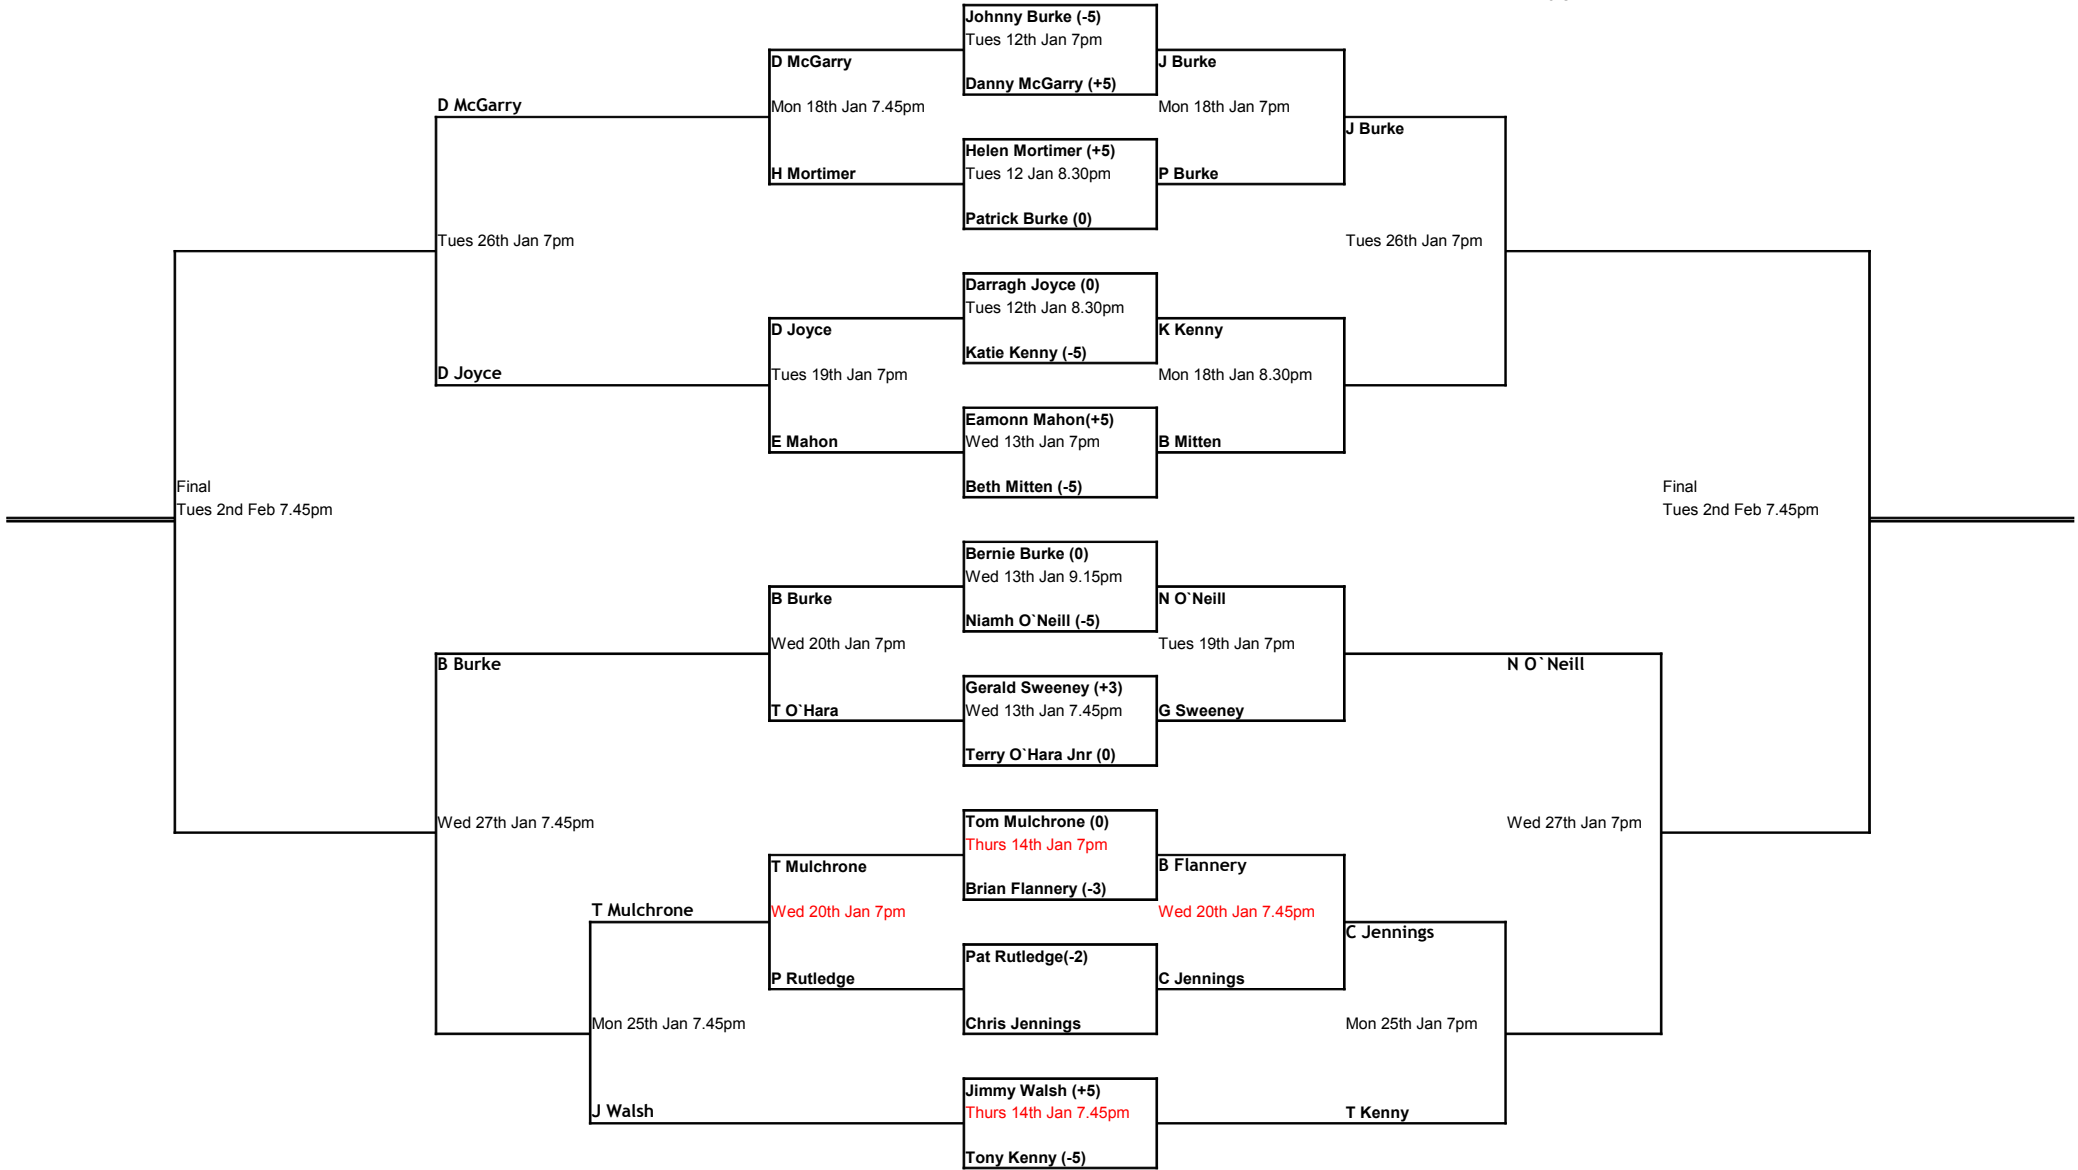 Johnny Burke (-5)
Tues 12th Jan 7pm
D McGarry
J Burke
Danny McGarry (+5)
D McGarry
Mon 18th Jan 7.45pm
Mon 18th Jan 7pm
J Burke
Helen Mortimer (+5)
H Mortimer
Tues 12 Jan 8.30pm
P Burke
Patrick Burke (0)
Tues 26th Jan 7pm
Tues 26th Jan 7pm
Darragh Joyce (0)
Tues 12th Jan 8.30pm
D Joyce
K Kenny
Katie Kenny (-5)
D Joyce
Tues 19th Jan 7pm
Mon 18th Jan 8.30pm
Eamonn Mahon(+5)
E Mahon
Wed 13th Jan 7pm
B Mitten
Final
Beth Mitten (-5)
Final
Tues 2nd Feb 7.45pm
Tues 2nd Feb 7.45pm
Bernie Burke (0)
Wed 13th Jan 9.15pm
B Burke
N O`Neill
Niamh O`Neill (-5)
Wed 20th Jan 7pm
Tues 19th Jan 7pm
B Burke
N O`Neill
Gerald Sweeney (+3)
T O`Hara
Wed 13th Jan 7.45pm
G Sweeney
Terry O`Hara Jnr (0)
Wed 27th Jan 7.45pm
Tom Mulchrone (0)
Wed 27th Jan 7pm
Thurs 14th Jan 7pm
T Mulchrone
B Flannery
Brian Flannery (-3)
T Mulchrone
Wed 20th Jan 7pm
Wed 20th Jan 7.45pm
C Jennings
Pat Rutledge(-2)
P Rutledge
C Jennings
Mon 25th Jan 7.45pm
Chris Jennings
Mon 25th Jan 7pm
Jimmy Walsh (+5)
J Walsh
Thurs 14th Jan 7.45pm
T Kenny
Tony Kenny (-5)